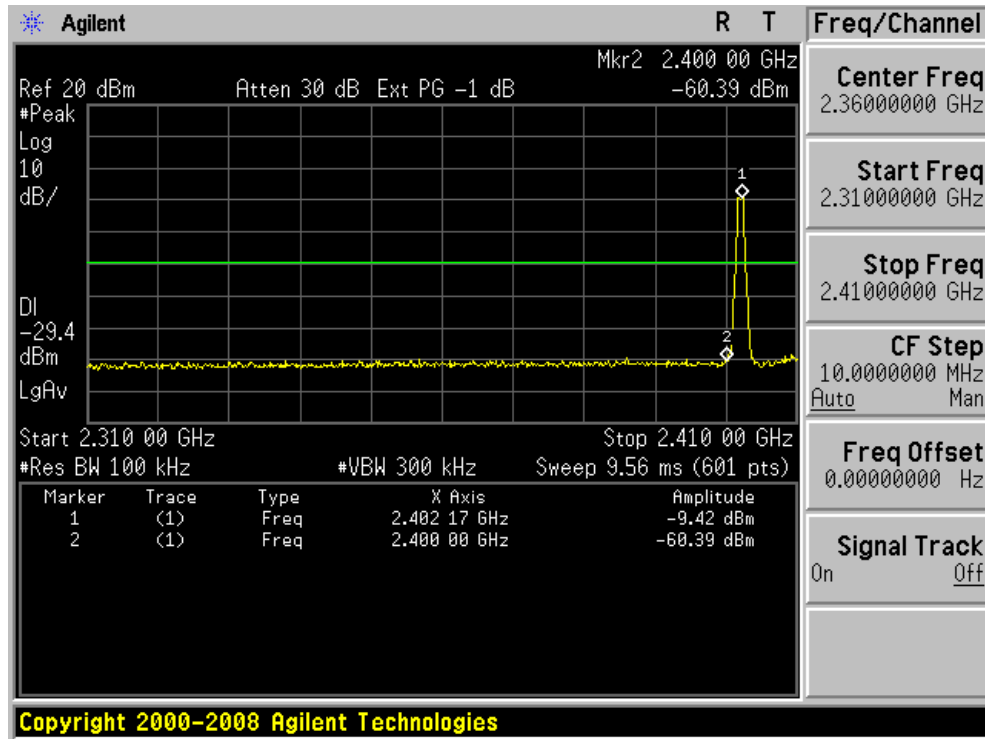 Agilent R T Freq/Channel
Mkr2 2.400 00 GHz
Ref 20 dBm Atten 30 dB Ext PG -1 dB -60.39 dBm
#Peak
Log
10
dB/
1
DI
-29.4
dBm
2
LgAv
Start 2.310 00 GHz Stop 2.410 00 GHz
#Res BW 100 kHz #VBW 300 kHz Sweep 9.56 ms (601 pts)
Marker Trace Type X Axis Amplitude
1 (1) Freq 2.402 17 GHz -9.42 dBm
2 (1) Freq 2.400 00 GHz -60.39 dBm
Center Freq
2.36000000 GHz
Start Freq
2.31000000 GHz
Stop Freq
2.41000000 GHz
CF Step
10.0000000 MHz
Auto Man
Freq Offset
0.00000000 Hz
Signal Track
On Off
Copyright 2000-2008 Agilent Technologies